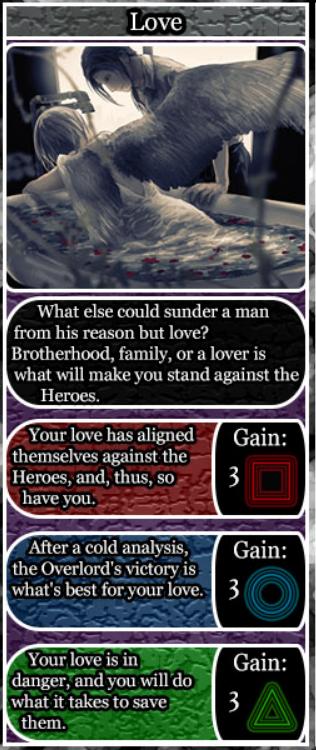 Love
What else could sunder a man
from his reason but love?
Brotherhood, family, or a lover is
what will make you stand against the
Heroes.
Your love has aligned
themselves against the
Heroes, and, thus, so
have you.
Gain:
3
After a cold analysis,
the Overlord's victory is
what's best for your love.
Gain:
3
Your love is in
danger, and you will do
what it takes to save
them.
Gain:
3